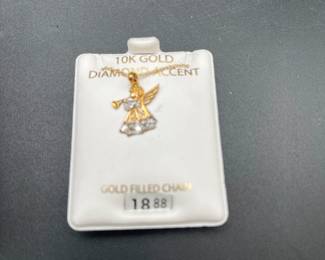 10K GOLD
DIAMOND ACCENT
GOLD FILLED CHAIN
18.88